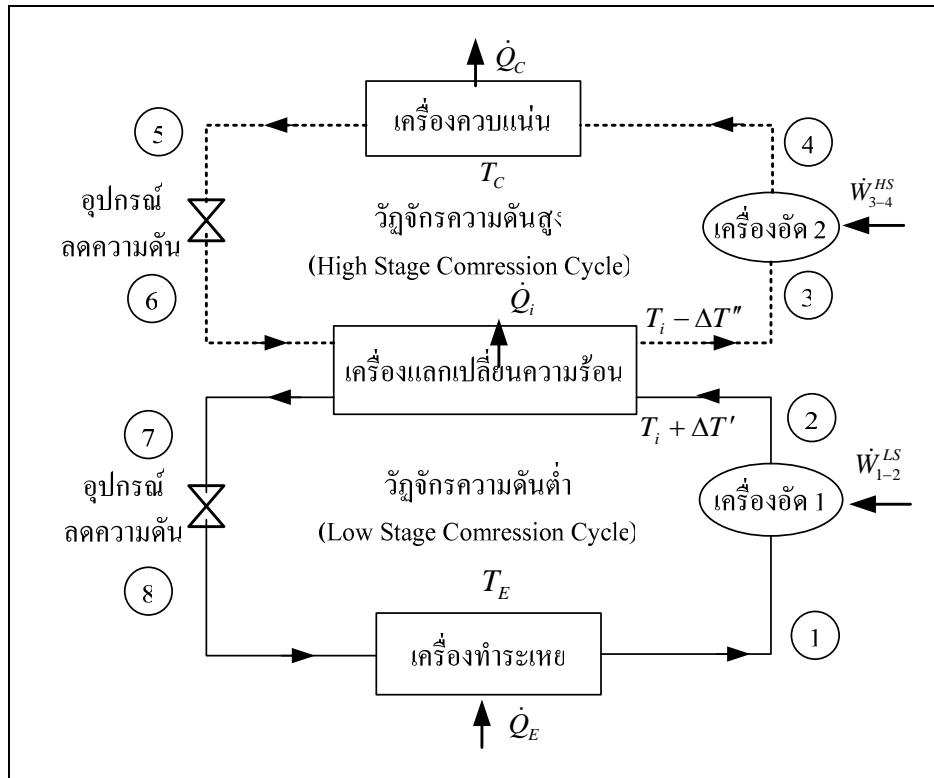 Q̇_C
เครื่องควบแน่น
5
4
T_C
Ẇ_{3-4}^{HS}
อุปกรณ์
ลดความดัน
วัฏจักรความดันสูง
(High Stage Comression Cycle)
เครื่องอัด 2
6
3
Q̇_i
T_i − ΔT″
เครื่องแลกเปลี่ยนความร้อน
T_i + ΔT′
7
2
Ẇ_{1-2}^{LS}
อุปกรณ์
ลดความดัน
วัฏจักรความดันต่ำ
(Low Stage Comression Cycle)
เครื่องอัด 1
8
T_E
1
เครื่องทำระเหย
Q̇_E